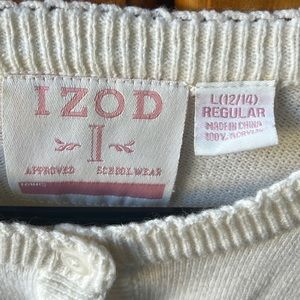 IZOD
I
APPROVED SCHOOLWEAR
L(12/14)
REGULAR
MADE IN CHINA
100% ACRYLIC